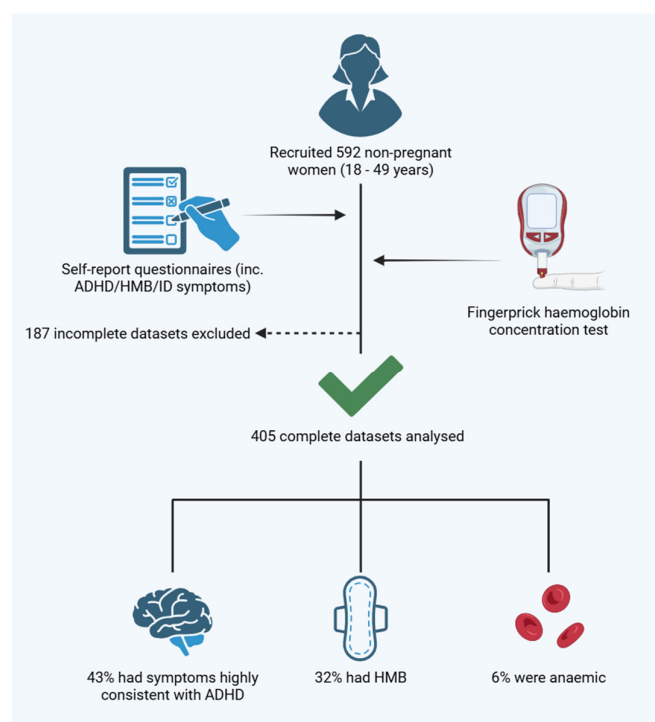 Recruited 592 non-pregnant
women (18 - 49 years)
Self-report questionnaires (inc.
ADHD/HMB/ID symptoms)
Fingerprick haemoglobin
concentration test
187 incomplete datasets excluded
405 complete datasets analysed
43% had symptoms highly
consistent with ADHD
32% had HMB
6% were anaemic